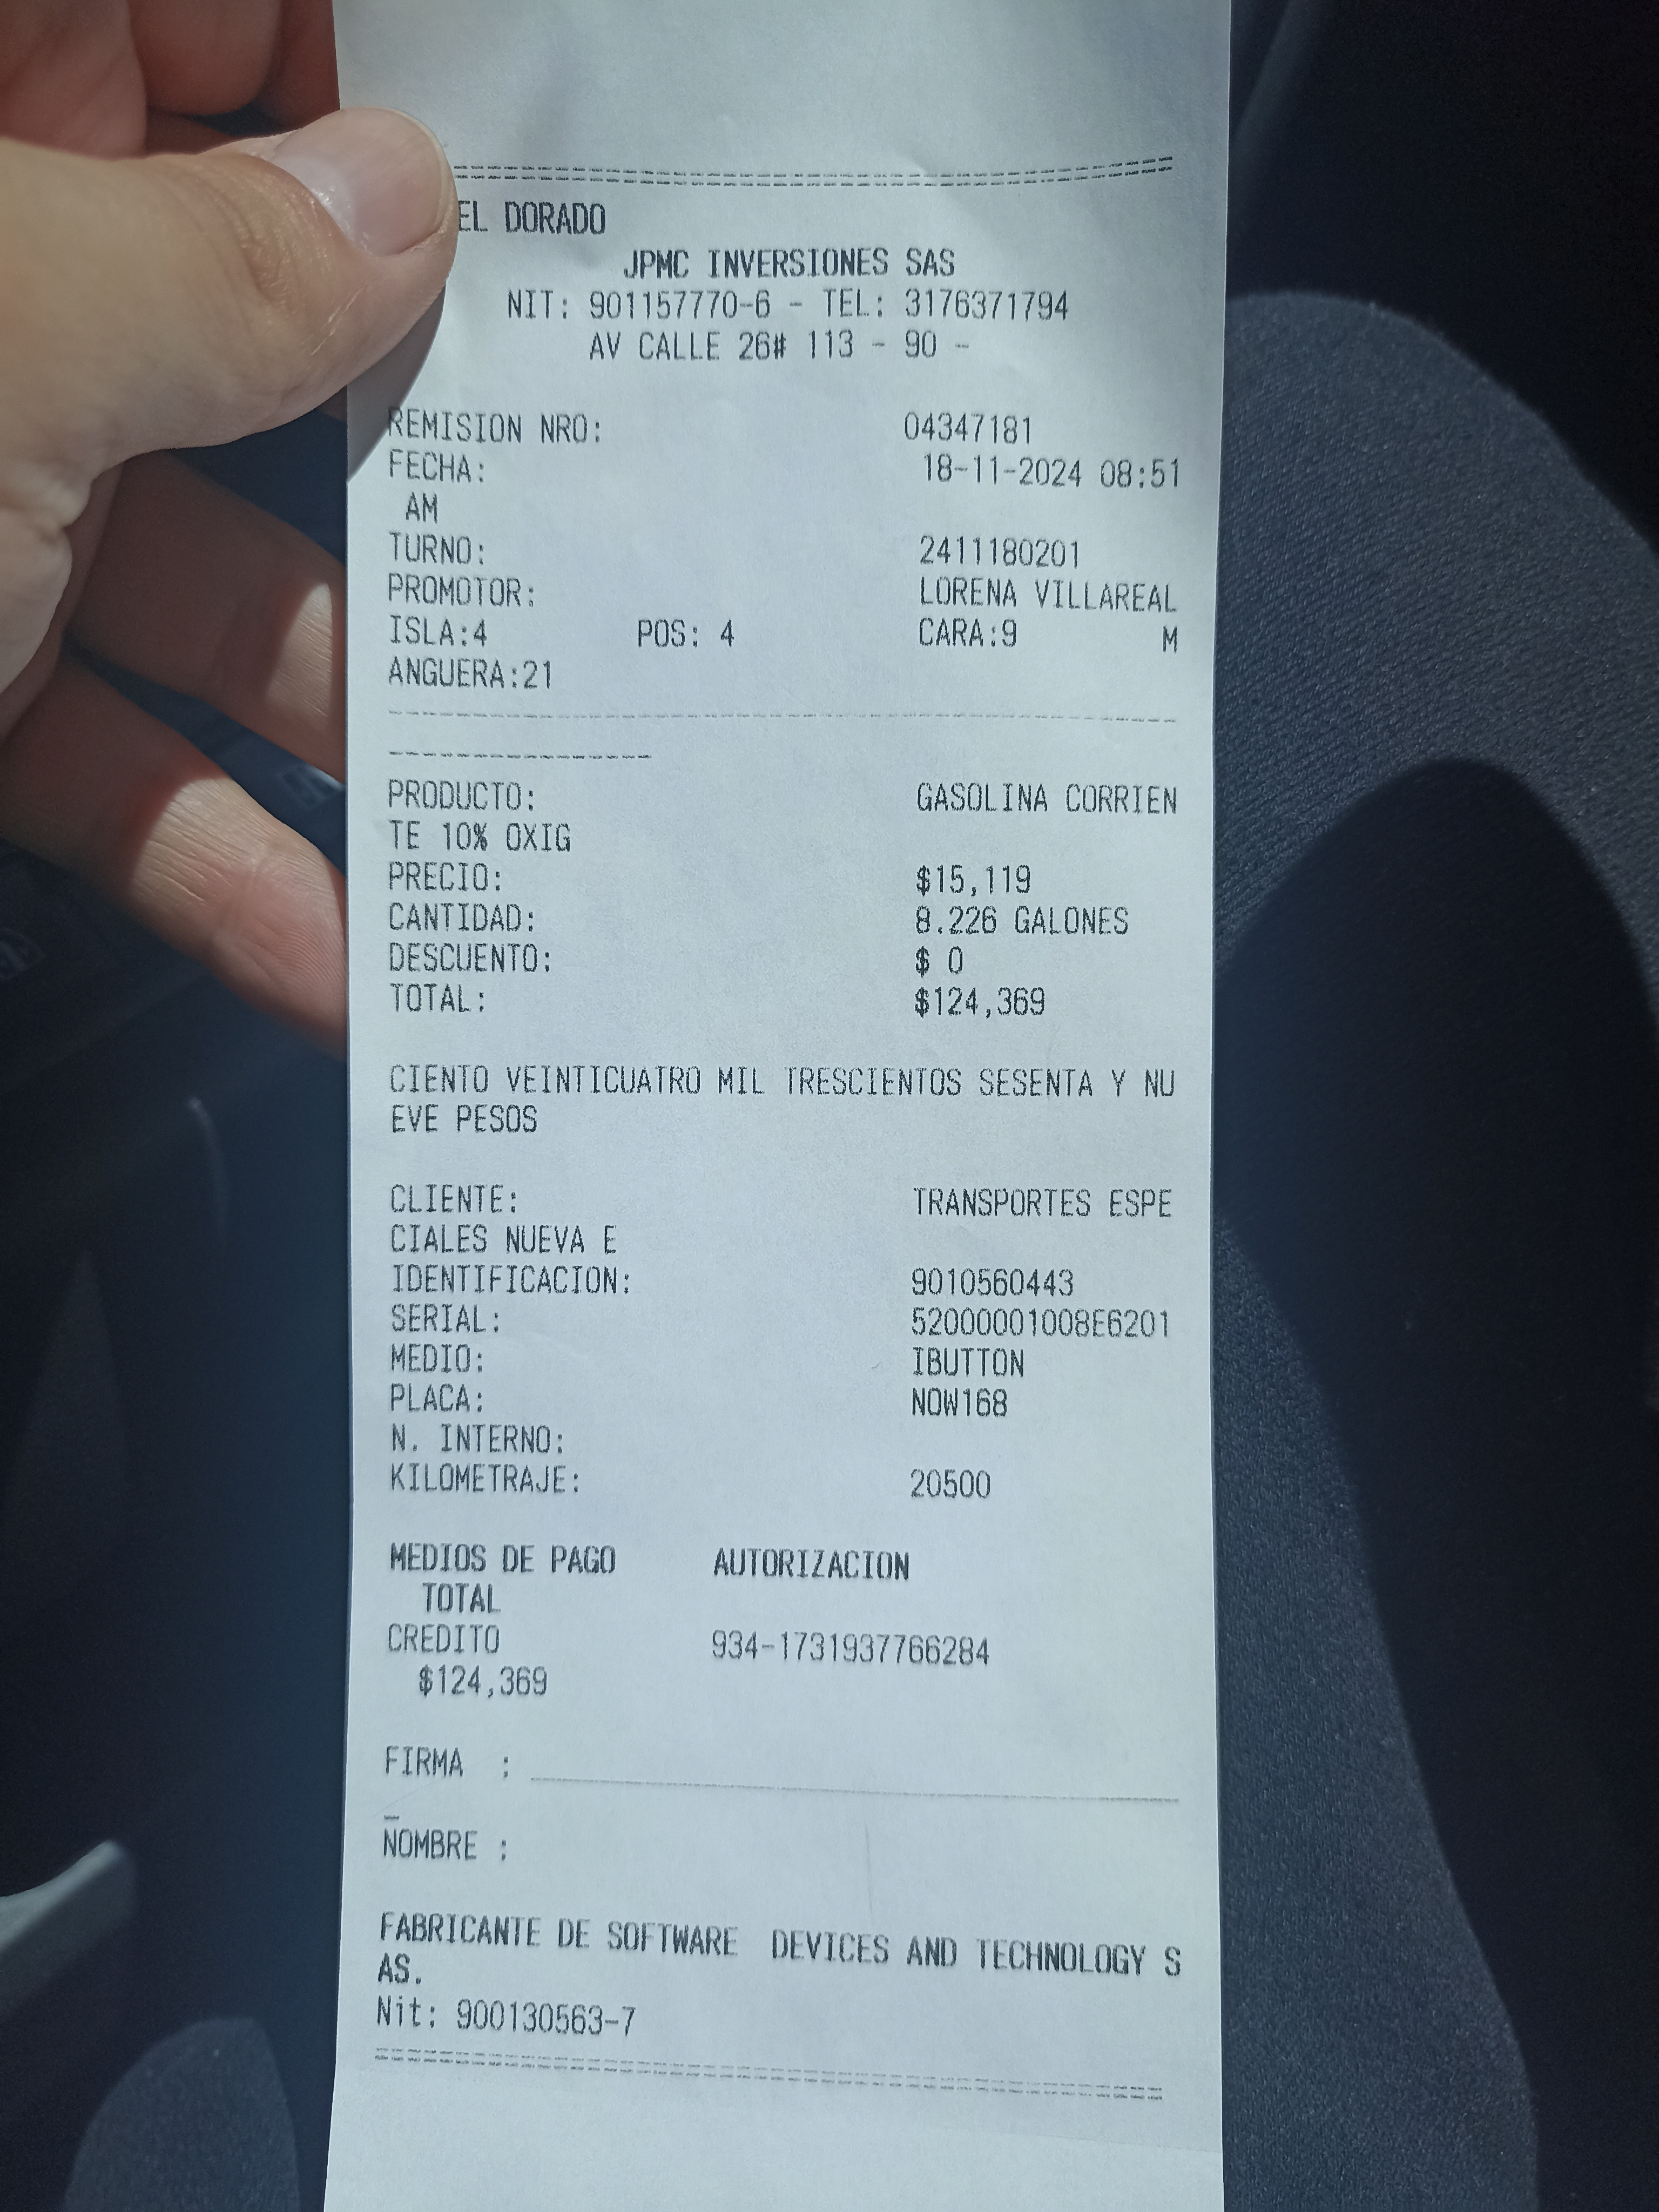 EL DORADO
JPMC INVERSIONES SAS
NIT: 901157770-6 - TEL: 3176371794
AV CALLE 26# 113 - 90 -
REMISION NRO: 04347181
FECHA: 18-11-2024 08:51
AM
TURNO: 2411180201
PROMOTOR: LORENA VILLAREAL
ISLA:4 POS: 4 CARA:9 M
ANGUERA:21
PRODUCTO: GASOLINA CORRIEN
TE 10% OXIG
PRECIO: $15,119
CANTIDAD: 8.226 GALONES
DESCUENTO: $ 0
TOTAL: $124,369
CIENTO VEINTICUATRO MIL TRESCIENTOS SESENTA Y NU
EVE PESOS
CLIENTE: TRANSPORTES ESPE
CIALES NUEVA E
IDENTIFICACION: 9010560443
SERIAL: 52000001008E6201
MEDIO: IBUTTON
PLACA: NOW168
N. INTERNO:
KILOMETRAJE: 20500
MEDIOS DE PAGO AUTORIZACION
TOTAL
CREDITO 934-1731937766284
$124,369
FIRMA : ______________________________________
_
NOMBRE :
FABRICANTE DE SOFTWARE DEVICES AND TECHNOLOGY S
AS.
Nit: 900130563-7